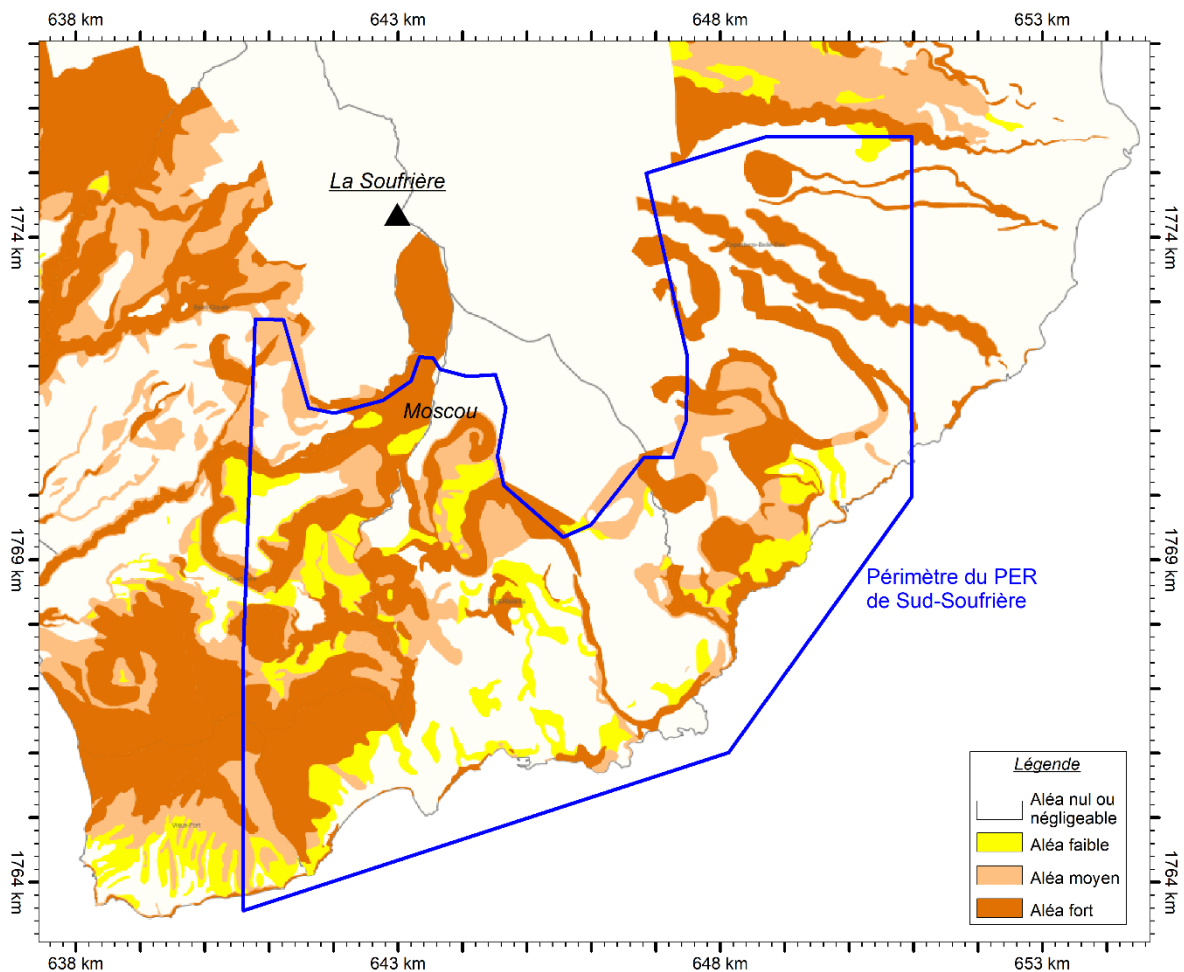 638 km
643 km
648 km
653 km
La Soufrière
1774 km
1774 km
Moscou
1769 km
1769 km
Périmètre du PER
de Sud-Soufrière
Vieux-Fort
Légende
Aléa nul ou
négligeable
Aléa faible
Aléa moyen
Aléa fort
1764 km
1764 km
638 km
643 km
648 km
653 km